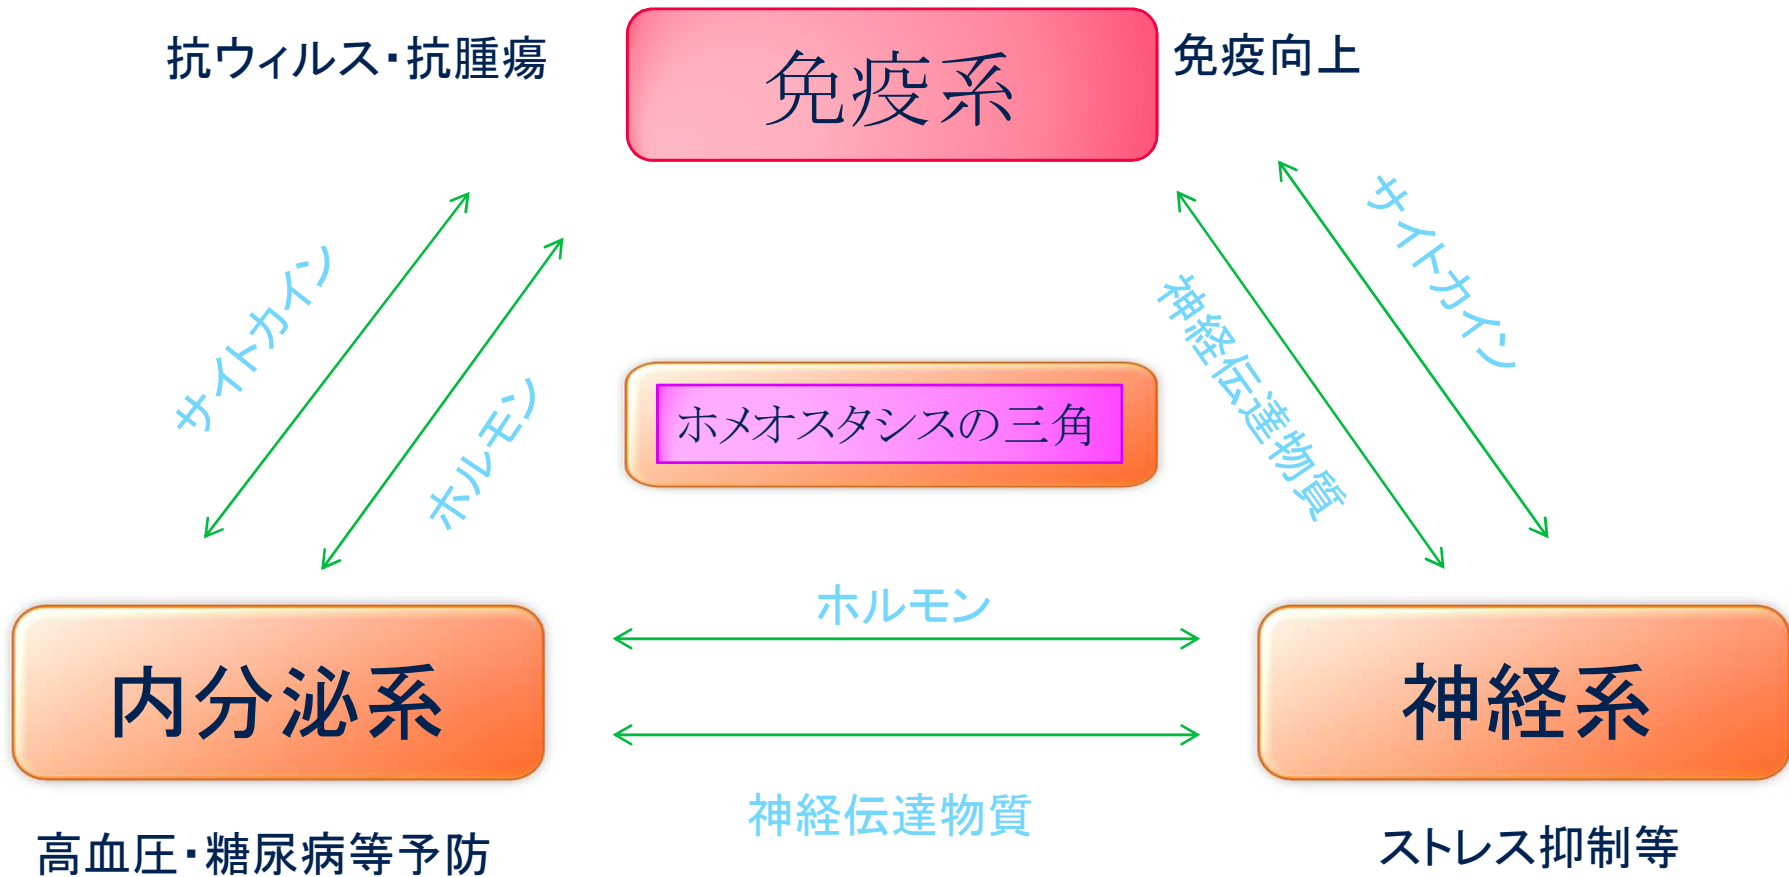 抗ウィルス・抗腫瘍
免疫系
免疫向上
サイトカイン
ホルモン
神経伝達物質
サイトカイン
ホメオスタシスの三角
ホルモン
内分泌系
神経系
神経伝達物質
高血圧・糖尿病等予防
ストレス抑制等